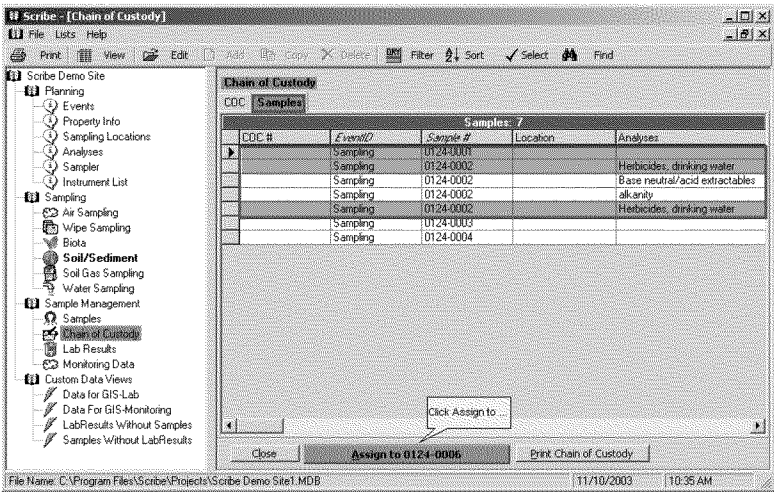 Scribe - [Chain of Custody]
File Lists Help
Print View Edit Add Copy Delete Filter Sort Select Find
Scribe Demo Site
Planning
Events
Property Info
Sampling Locations
Analyses
Sampler
Instrument List
Sampling
Air Sampling
Wipe Sampling
Biota
Soil/Sediment
Soil Gas Sampling
Water Sampling
Sample Management
Samples
Chain of Custody
Lab Results
Monitoring Data
Custom Data Views
Data for GIS-Lab
Data For GIS-Monitoring
LabResults Without Samples
Samples Without LabResults
Chain of Custody
COC Samples
Samples: 7
COC # EventID Sample # Location Analyses
Sampling 0124-0001
Sampling 0124-0002 Herbicides, drinking water
Sampling 0124-0002 Base neutral/acid extractables
Sampling 0124-0002 alkanity
Sampling 0124-0002 Herbicides, drinking water
Sampling 0124-0003
Sampling 0124-0004
Click Assign to ...
Close Assign to 0124-0006 Print Chain of Custody
File Name: C:\Program Files\Scribe\Projects\Scribe Demo Site1.MDB 11/10/2003 10:35 AM